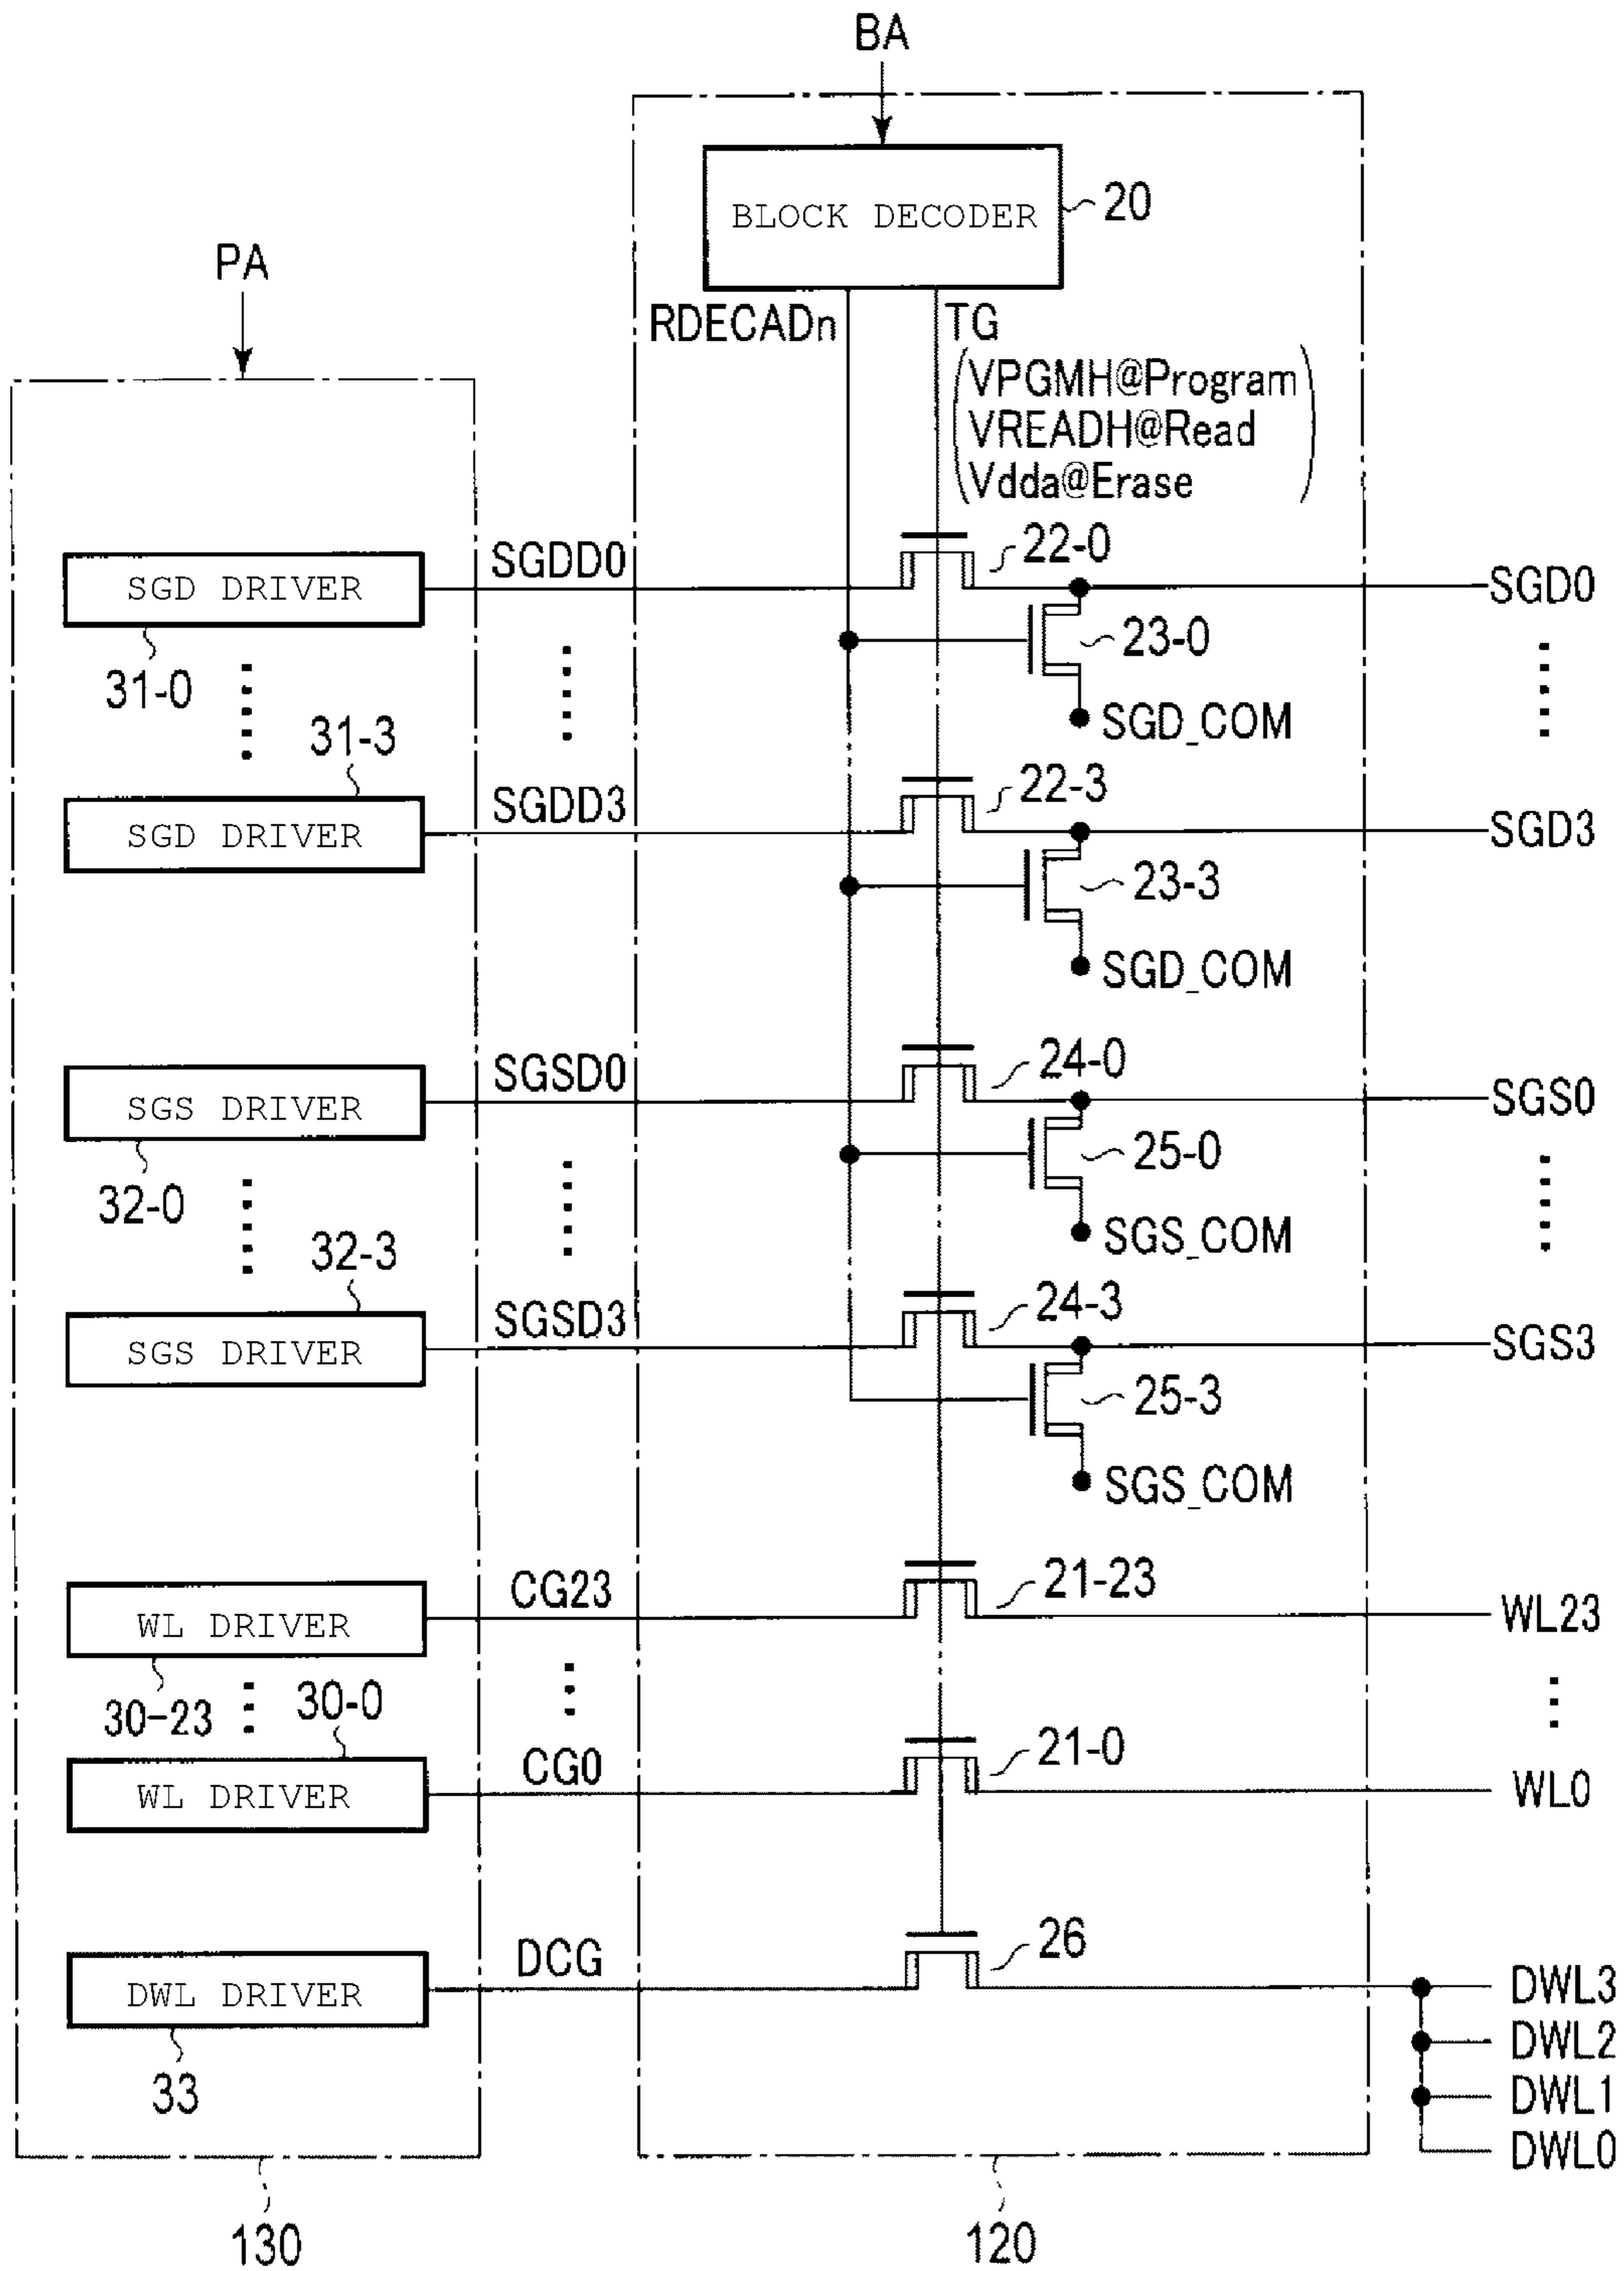 BA
BLOCK DECODER
20
PA
RDECADn
TG
VPGMH@Program
VREADH@Read
Vdda@Erase
SGD DRIVER
SGDD0
22-0
SGD0
23-0
31-0
SGD_COM
31-3
SGD DRIVER
SGDD3
22-3
SGD3
23-3
SGD_COM
SGS DRIVER
SGSD0
24-0
SGS0
25-0
32-0
SGS_COM
32-3
SGS DRIVER
SGSD3
24-3
SGS3
25-3
SGS_COM
WL DRIVER
CG23
21-23
WL23
30-23
30-0
WL DRIVER
CG0
21-0
WL0
DWL DRIVER
DCG
26
DWL3
DWL2
DWL1
DWL0
33
130
120